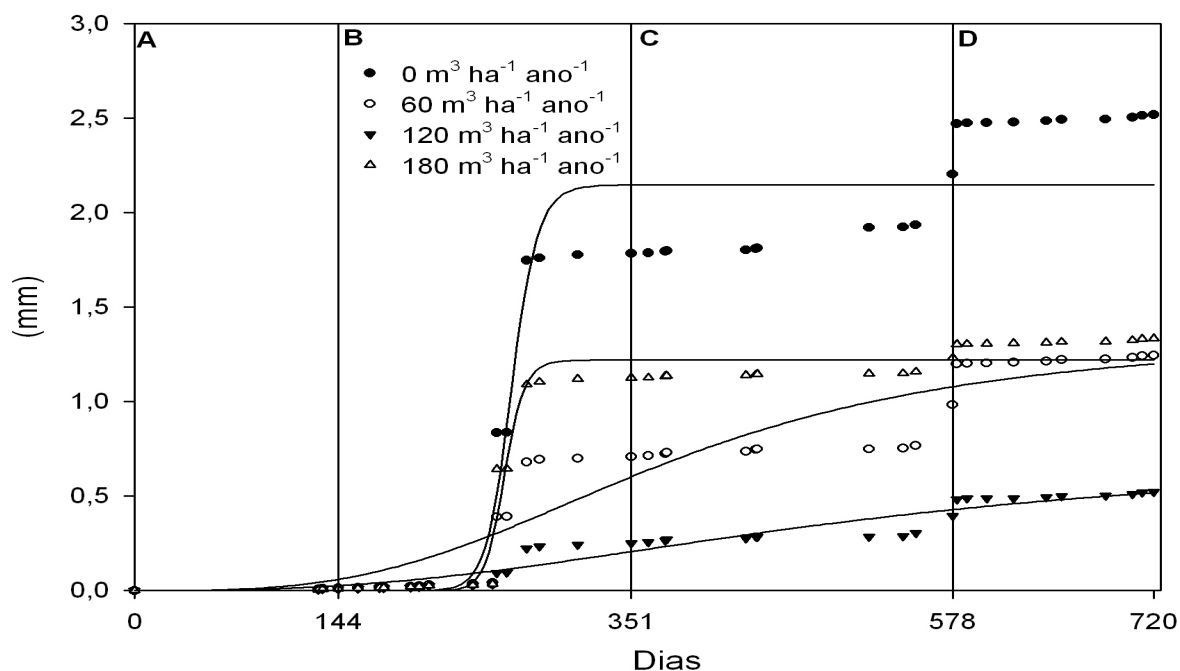 3,0
A B C D
0 m³ ha⁻¹ ano⁻¹
60 m³ ha⁻¹ ano⁻¹
120 m³ ha⁻¹ ano⁻¹
180 m³ ha⁻¹ ano⁻¹
2,5
2,0
1,5
(mm)
1,0
0,5
0,0
0 144 351 578 720
Dias